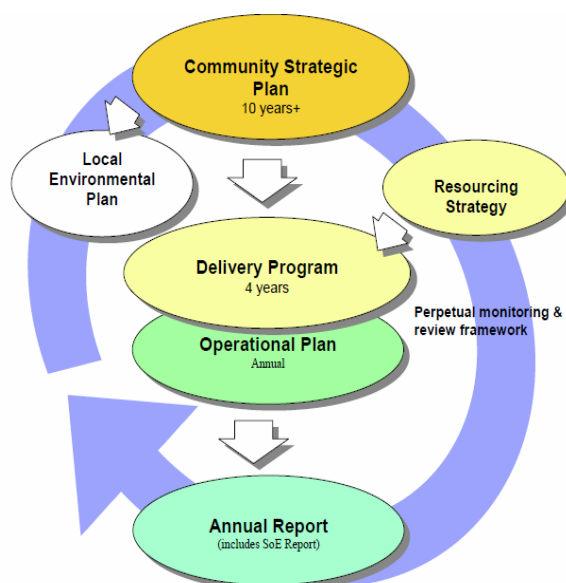 Community Strategic
Plan
10 years+
Local
Environmental
Plan
Resourcing
Strategy
Delivery Program
4 years
Perpetual monitoring &
review framework
Operational Plan
Annual
Annual Report
(includes SoE Report)